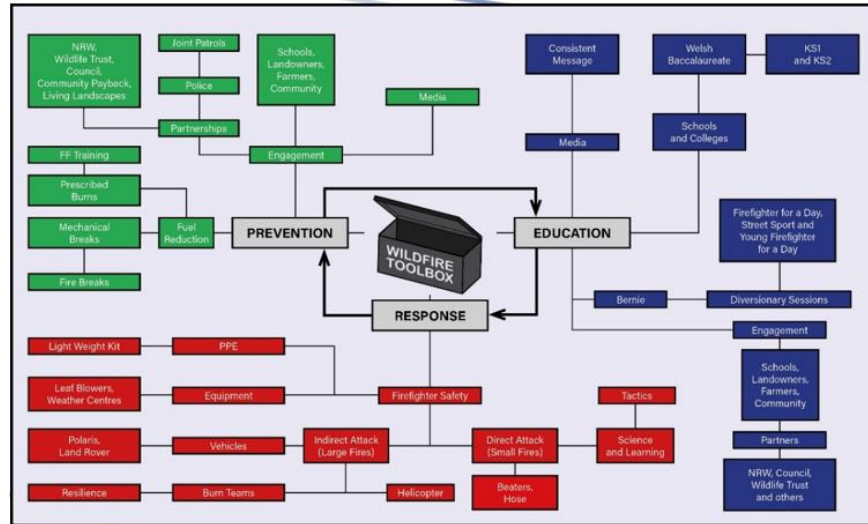 NRW,
Wildlife Trust,
Council,
Community Payback,
Living Landscapes
Joint Patrols
Police
Partnerships
Schools,
Landowners,
Farmers,
Community
Media
Engagement
FF Training
Prescribed
Burns
Mechanical
Breaks
Fire Breaks
Fuel
Reduction
PREVENTION
WILDFIRE
TOOLBOX
EDUCATION
RESPONSE
Consistent
Message
Media
Welsh
Baccalaureate
KS1
and KS2
Schools
and Colleges
Firefighter for a Day,
Street Sport and
Young Firefighter
for a Day
Bernie
Diversionary Sessions
Engagement
Schools,
Landowners,
Farmers,
Community
Partners
NRW, Council,
Wildlife Trust
and others
Light Weight Kit
PPE
Leaf Blowers,
Weather Centres
Equipment
Firefighter Safety
Tactics
Polaris,
Land Rover
Vehicles
Indirect Attack
(Large Fires)
Direct Attack
(Small Fires)
Science
and Learning
Resilience
Burn Teams
Helicopter
Beaters,
Hose